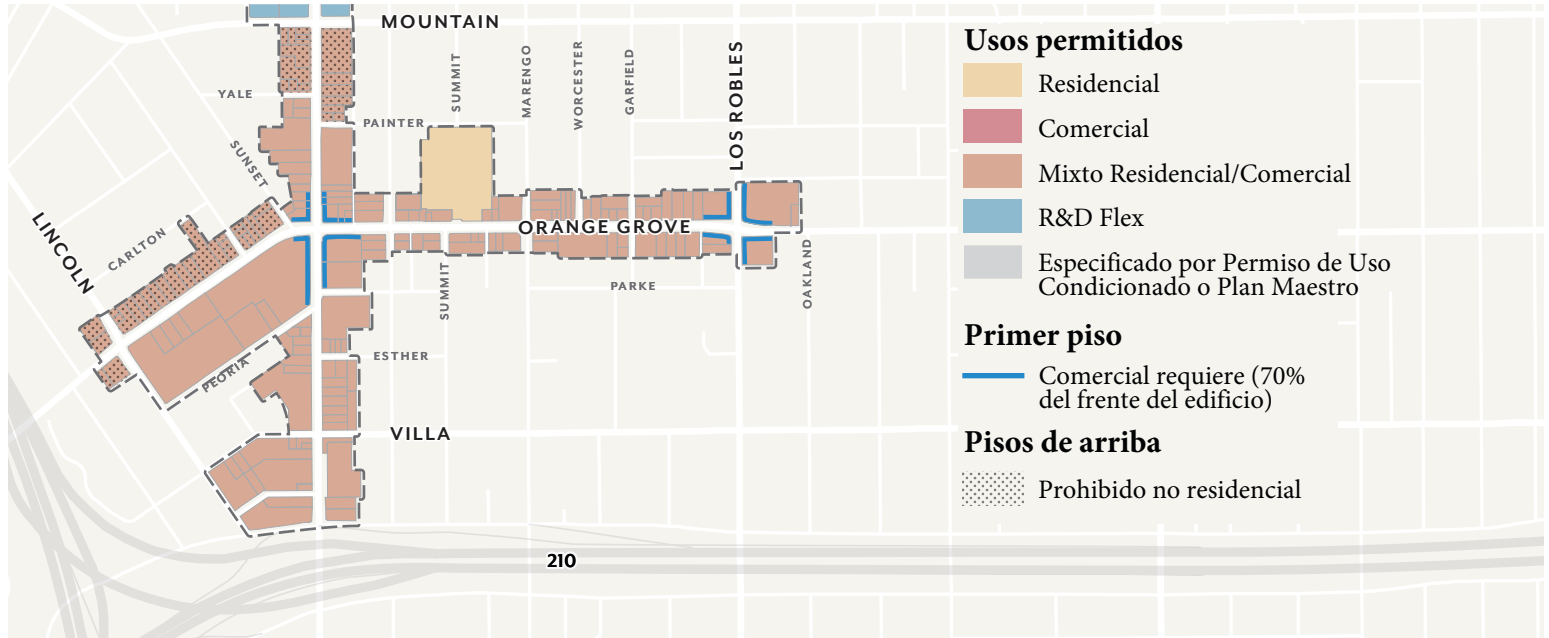 MOUNTAIN
YALE
PAINTER
SUMMIT
MARENGO
WORCESTER
GARFIELD
LOS ROBLES
SUNSET
LINCOLN
CARLTON
ORANGE GROVE
SUMMIT
PARKE
OAKLAND
PEORIA
ESTHER
VILLA
210
Usos permitidos
Residencial
Comercial
Mixto Residencial/Comercial
R&D Flex
Especificado por Permiso de Uso
Condicionado o Plan Maestro
Primer piso
Comercial requiere (70%
del frente del edificio)
Pisos de arriba
Prohibido no residencial